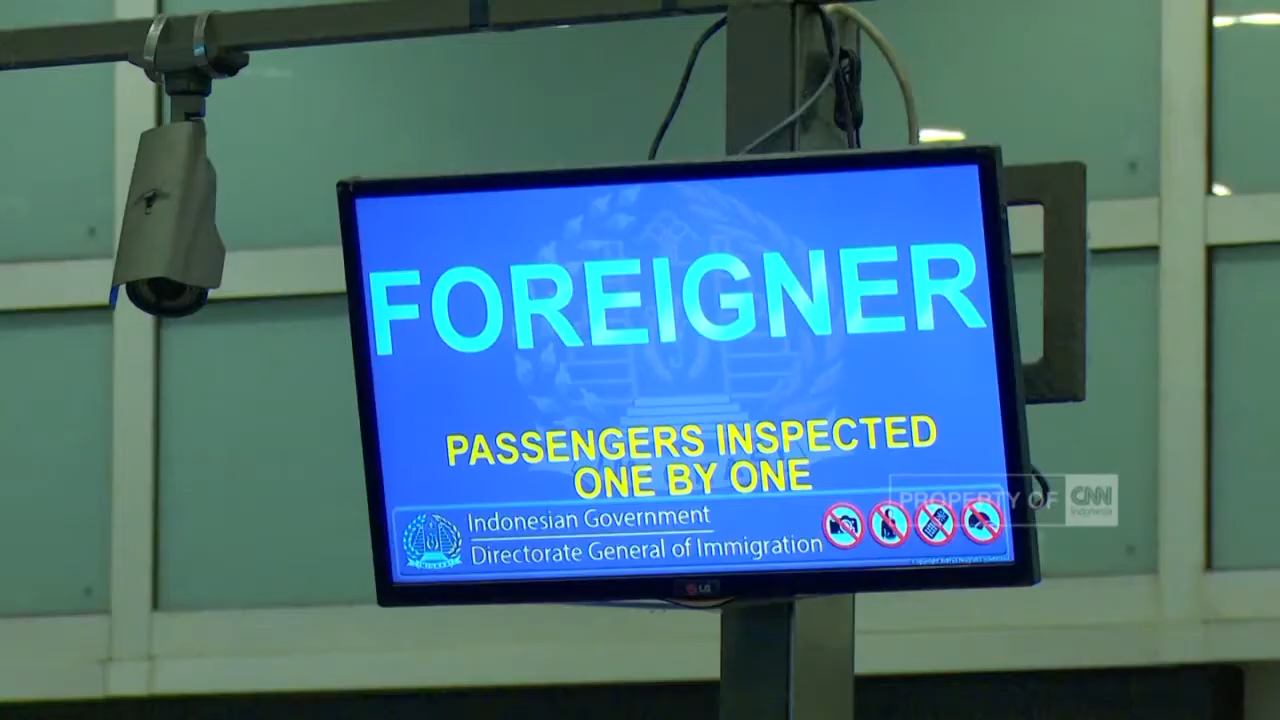 FOREIGNER
PASSENGERS INSPECTED
ONE BY ONE
Indonesian Government
Directorate General of Immigration
PROPERTY OF CNN Indonesia
LG